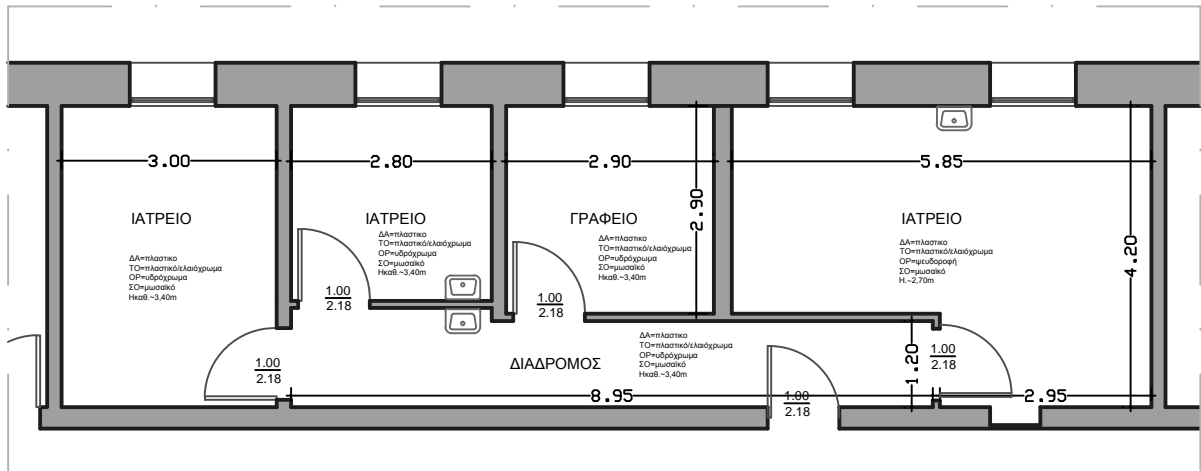 3.00
2.80
2.90
5.85
ΙΑΤΡΕΙΟ
ΔΑ=πλαστικο
ΤΟ=πλαστικό/ελαιόχρωμα
ΟΡ=υδρόχρωμα
ΣΟ=μωσαϊκό
Ηκαθ.~3,40m
ΙΑΤΡΕΙΟ
ΔΑ=πλαστικο
ΤΟ=πλαστικό/ελαιόχρωμα
ΟΡ=υδρόχρωμα
ΣΟ=μωσαϊκό
Ηκαθ.~3,40m
ΓΡΑΦΕΙΟ
ΔΑ=πλαστικο
ΤΟ=πλαστικό/ελαιόχρωμα
ΟΡ=υδρόχρωμα
ΣΟ=μωσαϊκό
Ηκαθ.~3,40m
2.90
ΙΑΤΡΕΙΟ
ΔΑ=πλαστικο
ΤΟ=πλαστικό/ελαιόχρωμα
ΟΡ=ψευδοροφή
ΣΟ=μωσαϊκό
Η.~2,70m
4.20
1.00
2.18
1.00
2.18
1.00
2.18
ΔΙΑΔΡΟΜΟΣ
ΔΑ=πλαστικο
ΤΟ=πλαστικό/ελαιόχρωμα
ΟΡ=υδρόχρωμα
ΣΟ=μωσαϊκό
Ηκαθ.~3,40m
1.20
1.00
2.18
8.95
1.00
2.18
2.95